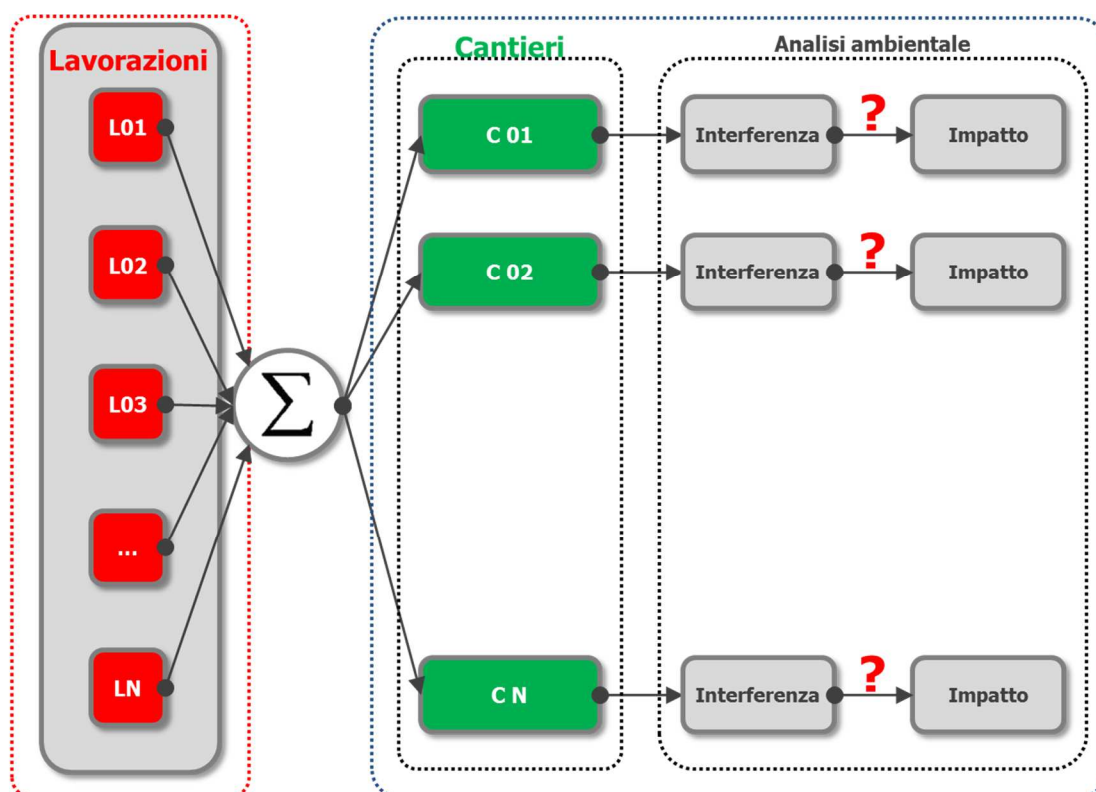 Lavorazioni
L01
L02
L03
...
LN
Σ
Cantieri
C 01
C 02
C N
Analisi ambientale
Interferenza
?
Impatto
Interferenza
?
Impatto
Interferenza
?
Impatto